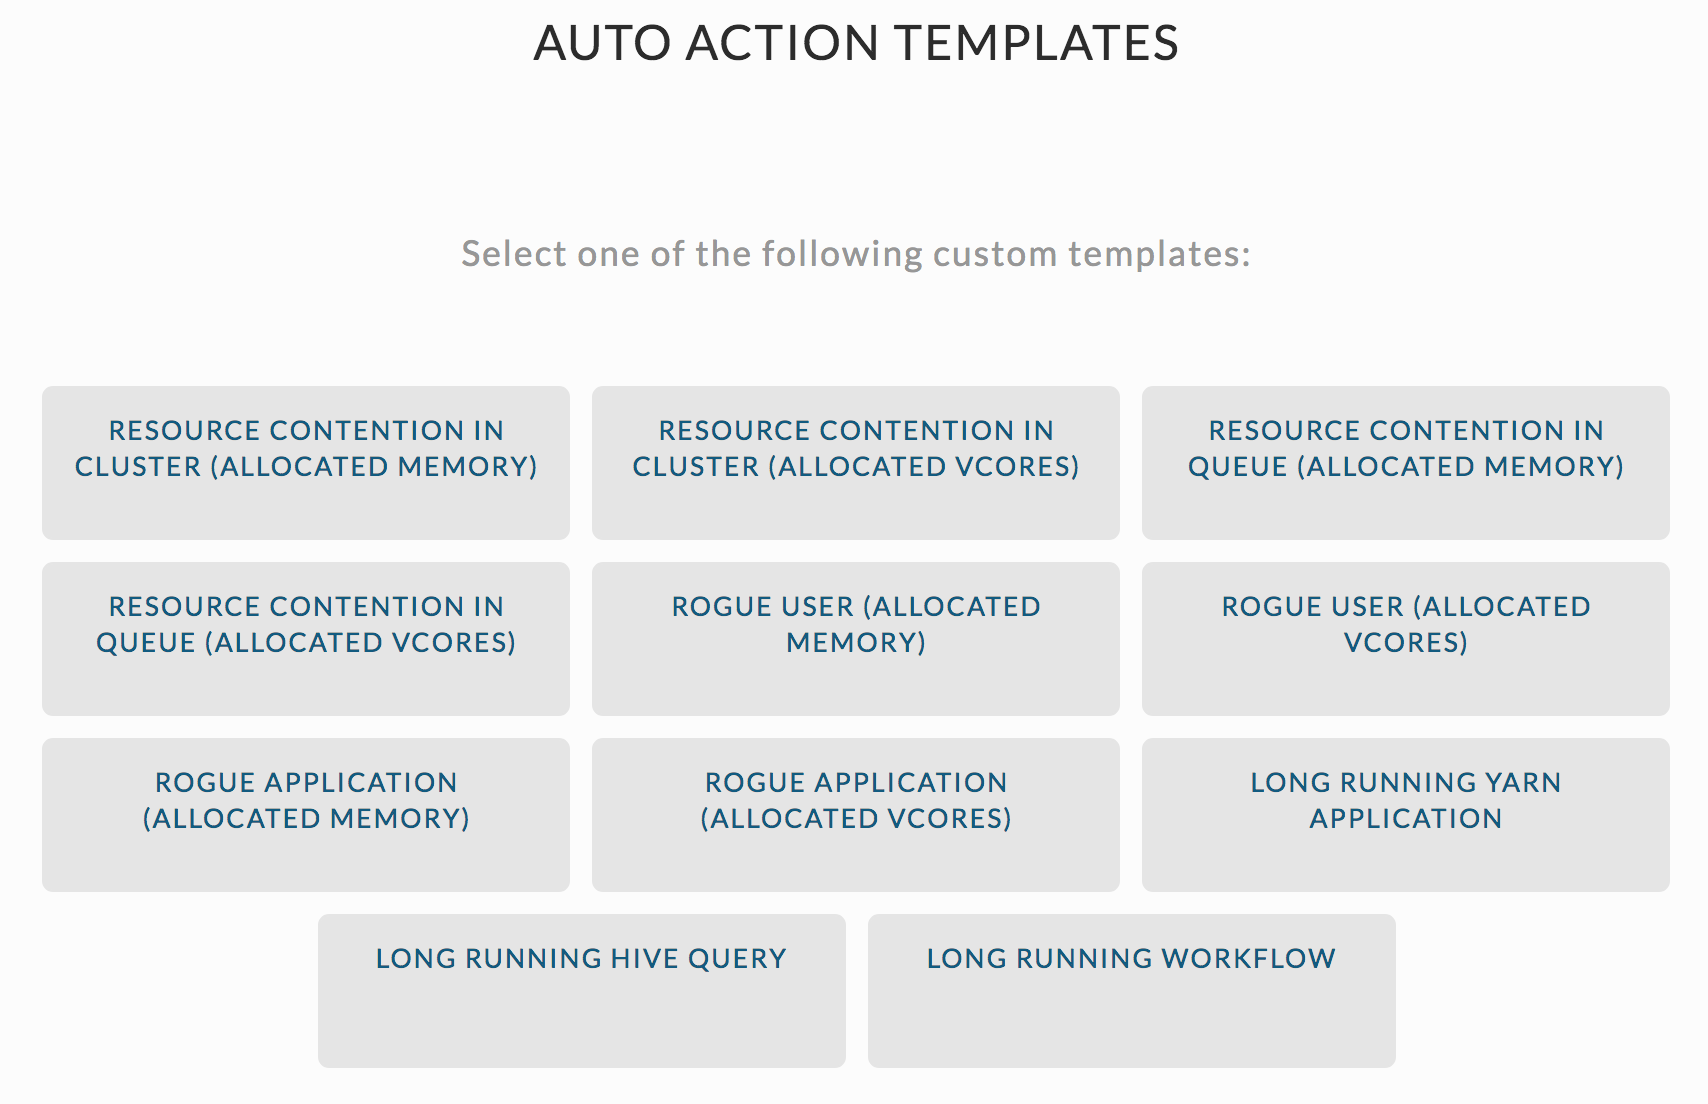 AUTO ACTION TEMPLATES
Select one of the following custom templates:
RESOURCE CONTENTION IN
CLUSTER (ALLOCATED MEMORY)
RESOURCE CONTENTION IN
CLUSTER (ALLOCATED VCORES)
RESOURCE CONTENTION IN
QUEUE (ALLOCATED MEMORY)
RESOURCE CONTENTION IN
QUEUE (ALLOCATED VCORES)
ROGUE USER (ALLOCATED
MEMORY)
ROGUE USER (ALLOCATED
VCORES)
ROGUE APPLICATION
(ALLOCATED MEMORY)
ROGUE APPLICATION
(ALLOCATED VCORES)
LONG RUNNING YARN
APPLICATION
LONG RUNNING HIVE QUERY
LONG RUNNING WORKFLOW